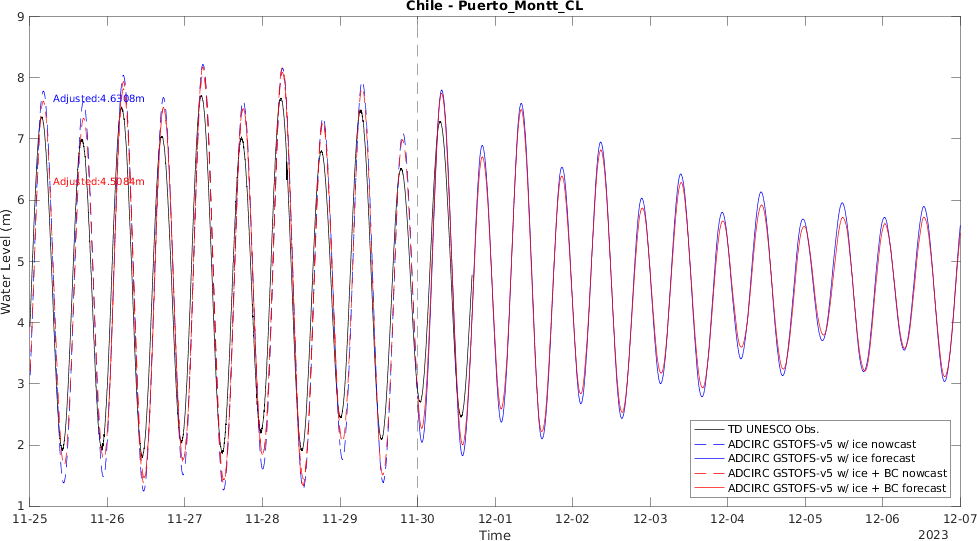 Chile - Puerto_Montt_CL
9
8
7
6
5
4
3
2
1
Water Level (m)
Adjusted:4.6308m
Adjusted:4.5084m
TD UNESCO Obs.
ADCIRC GSTOFS-v5 w/ ice nowcast
ADCIRC GSTOFS-v5 w/ ice forecast
ADCIRC GSTOFS-v5 w/ ice + BC nowcast
ADCIRC GSTOFS-v5 w/ ice + BC forecast
11-25 11-26 11-27 11-28 11-29 11-30 12-01 12-02 12-03 12-04 12-05 12-06 12-07
Time
2023